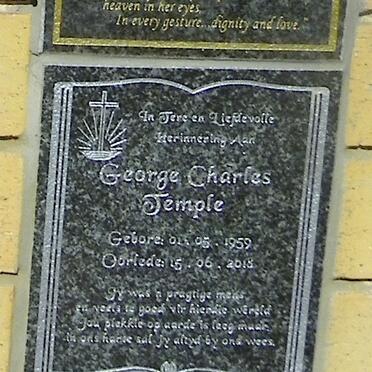 heaven in her eyes.
In every gesture...dignity and love.
In Tere en Liefdevolle
Herinnering Aan
George Charles
Temple
Gebore: 01. 05 . 1959
Oorlede: 15 . 06 . 2018
Jy was 'n pragtige mens
en veels te goed vir hierdie wêreld
Jou plekkie op aarde is leeg maar,
in ons harte sal Jy altyd by ons wees.